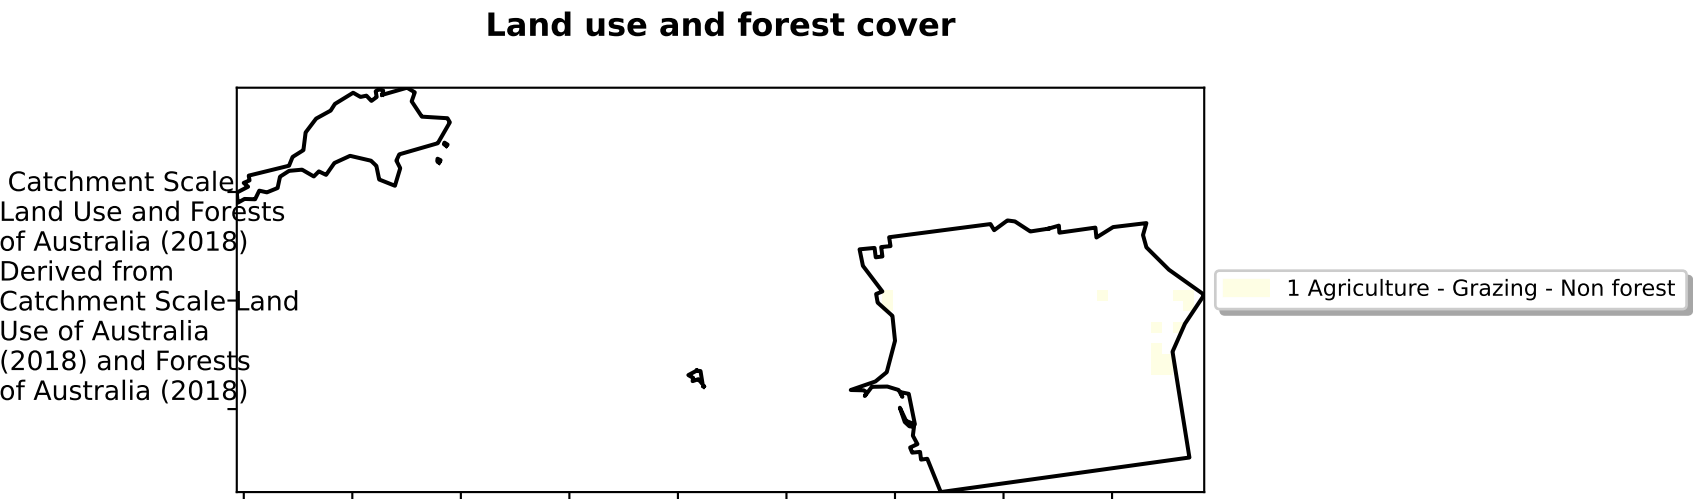 Land use and forest cover
Catchment Scale
Land Use and Forests
of Australia (2018)
Derived from
Catchment Scale Land
Use of Australia
(2018) and Forests
of Australia (2018)
1 Agriculture - Grazing - Non forest